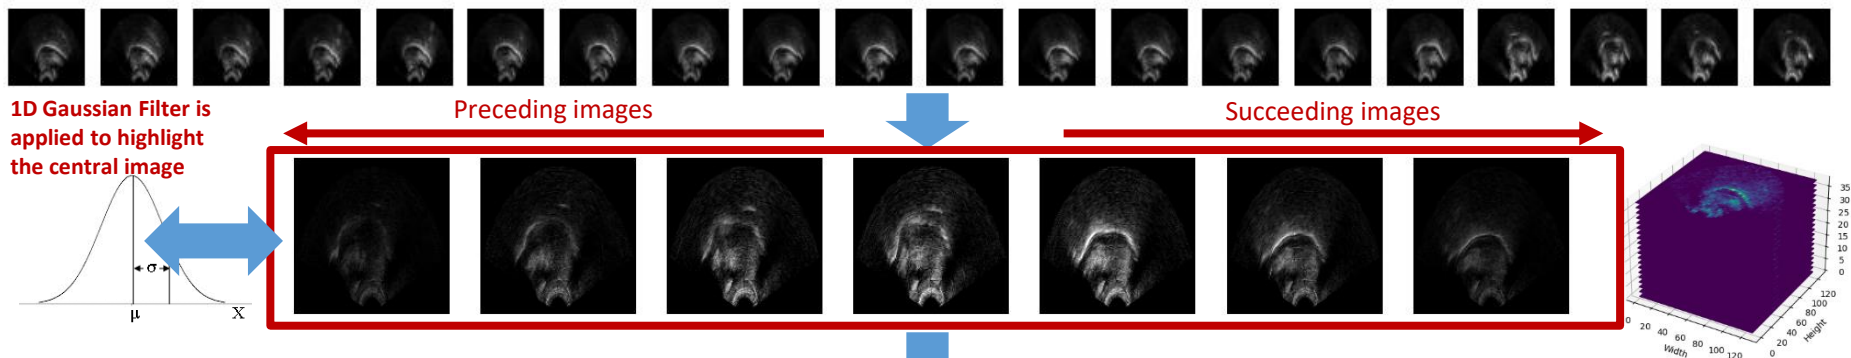 1D Gaussian Filter is
applied to highlight
the central image
Preceding images
Succeeding images
σ
μ
X
35
30
25
20
15
10
5
0
0
20
40
60
80
100
120
Width
0
20
40
60
80
100
120
Height